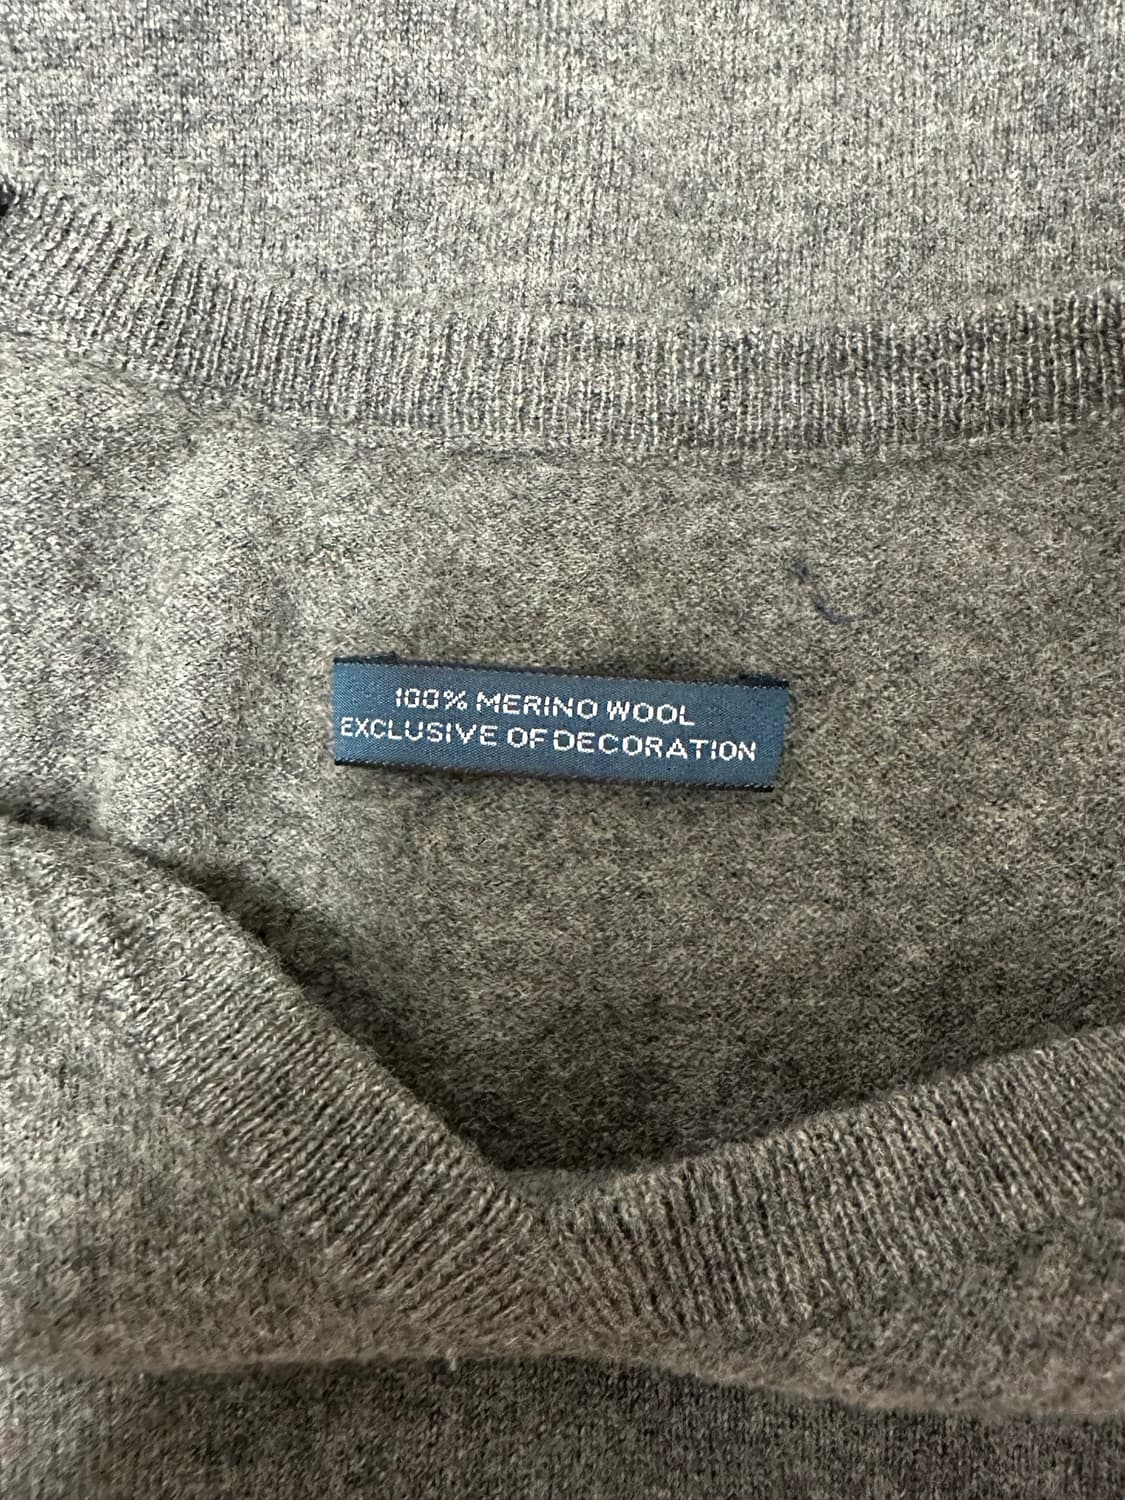 100% MERINO WOOL
EXCLUSIVE OF DECORATION